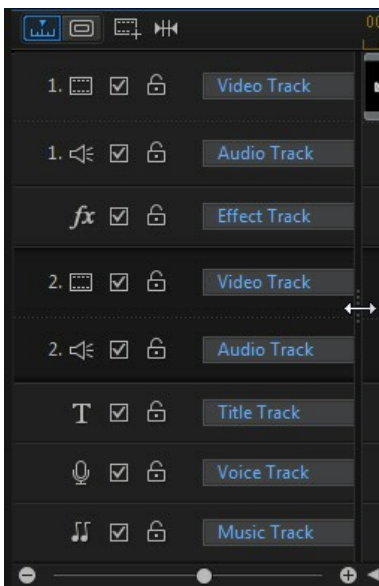 00
1. Video Track
1. Audio Track
fx Effect Track
2. Video Track
2. Audio Track
T Title Track
Voice Track
Music Track